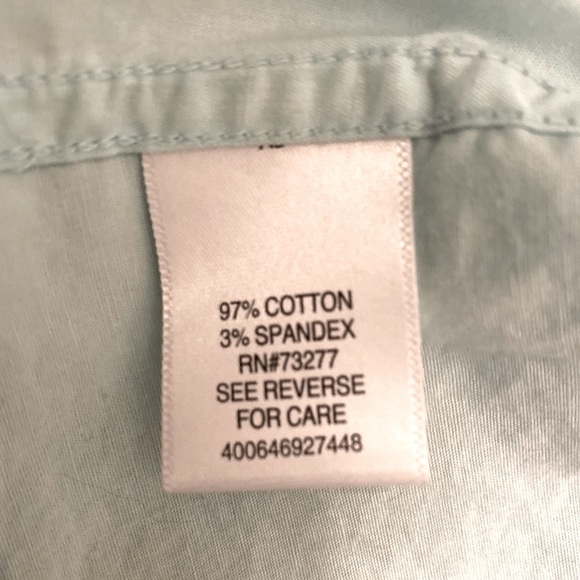 97% COTTON
3% SPANDEX
RN#73277
SEE REVERSE
FOR CARE
400646927448